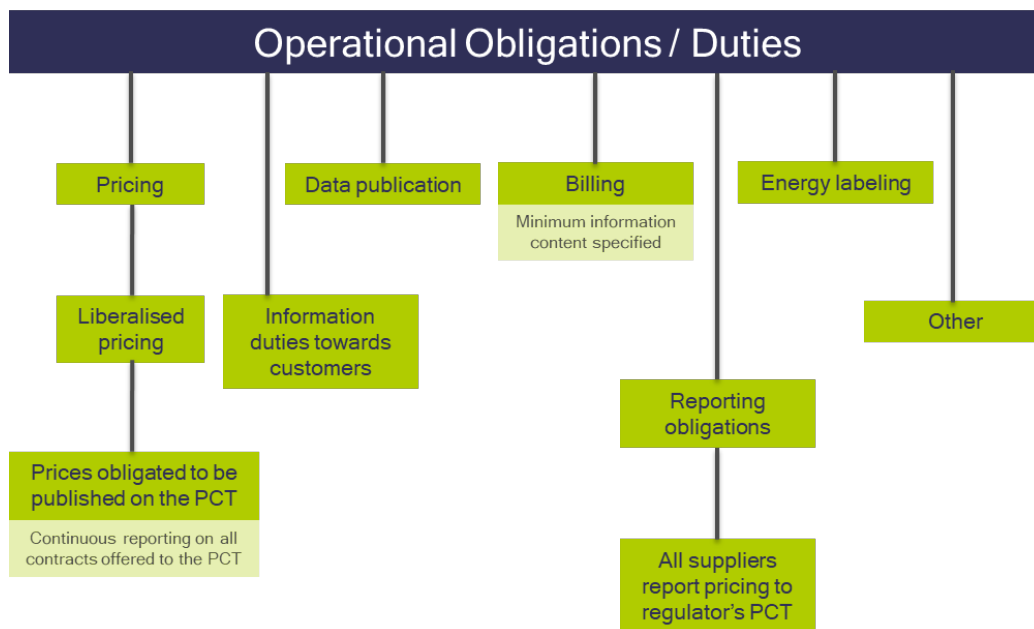 Operational Obligations / Duties
Pricing
Data publication
Billing
Minimum information
content specified
Energy labeling
Liberalised
pricing
Information
duties towards
customers
Other
Reporting
obligations
Prices obligated to be
published on the PCT
Continuous reporting on all
contracts offered to the PCT
All suppliers
report pricing to
regulator's PCT